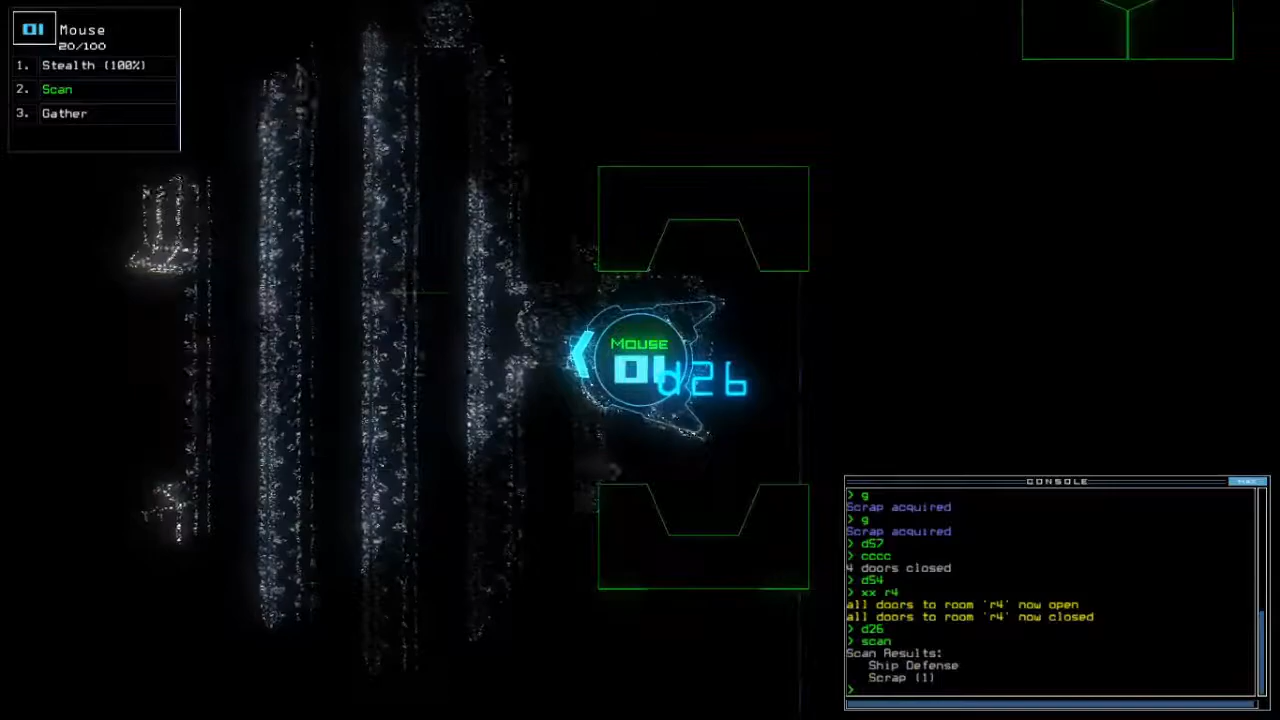 01 Mouse
20/100
1. Stealth (100%)
2. Scan
3. Gather
Mouse
01
d26
CONSOLE
> g
Scrap acquired
> g
Scrap acquired
> d57
> cccc
4 doors closed
> d54
> xx r4
all doors to room 'r4' now open
all doors to room 'r4' now closed
> d26
> scan
Scan Results:
Ship Defense
Scrap (1)
>